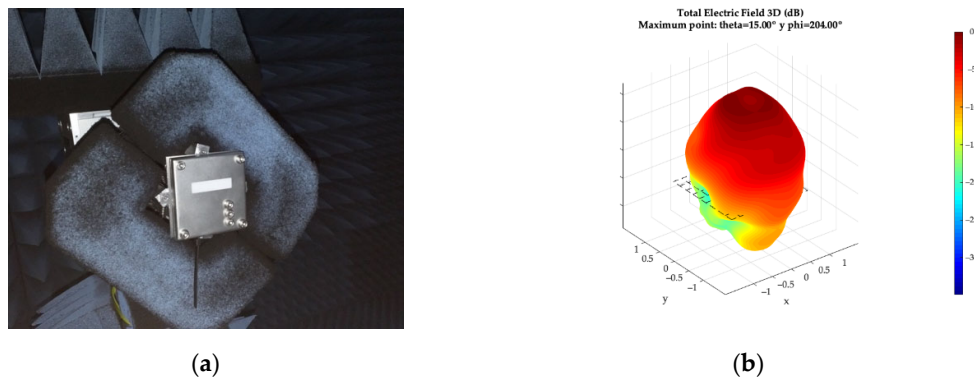 Total Electric Field 3D (dB)
Maximum point: theta=15.00° y phi=204.00°
0
1
0.5
0
-0.5
-1
y
-1
-0.5
0
0.5
1
x
(a)
(b)